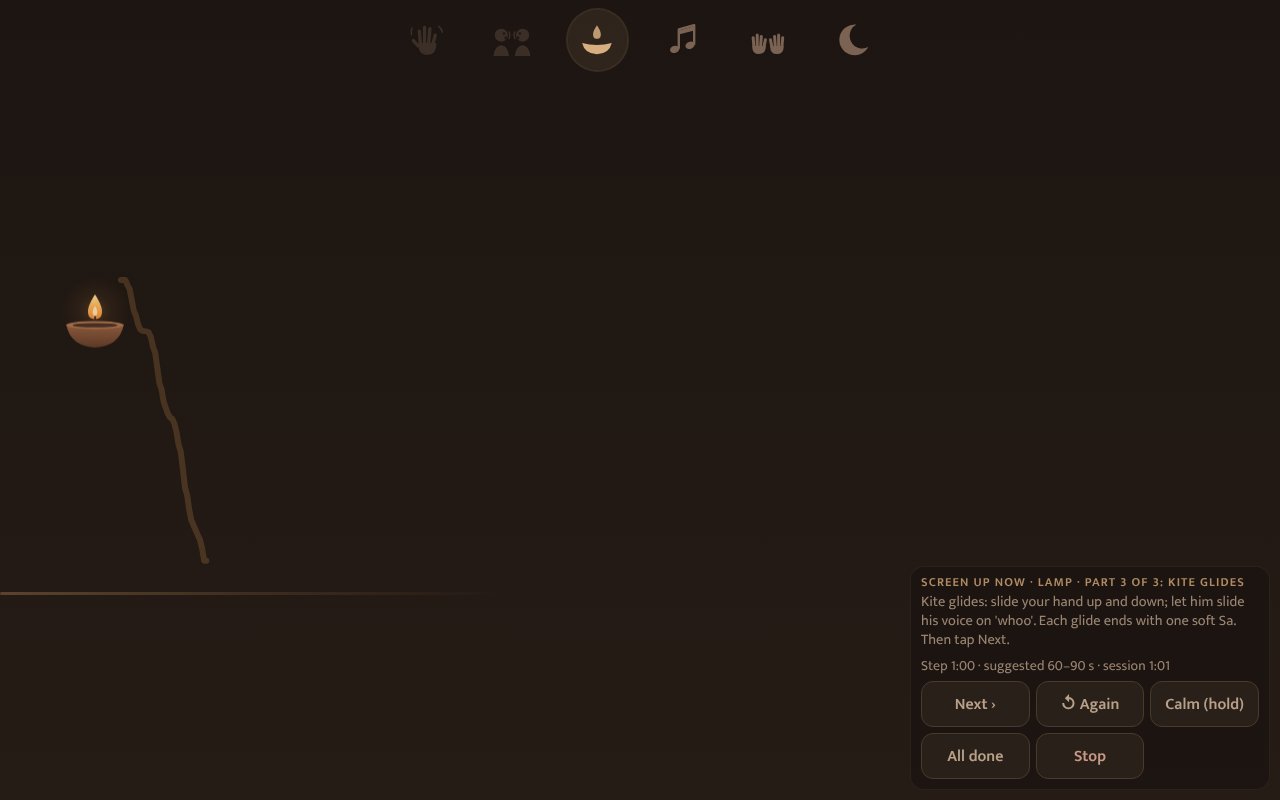 SCREEN UP NOW · LAMP · PART 3 OF 3: KITE GLIDES
Kite glides: slide your hand up and down; let him slide
his voice on 'whoo'. Each glide ends with one soft Sa.
Then tap Next.
Step 1:00 · suggested 60–90 s · session 1:01
Next ›
Again
Calm (hold)
All done
Stop